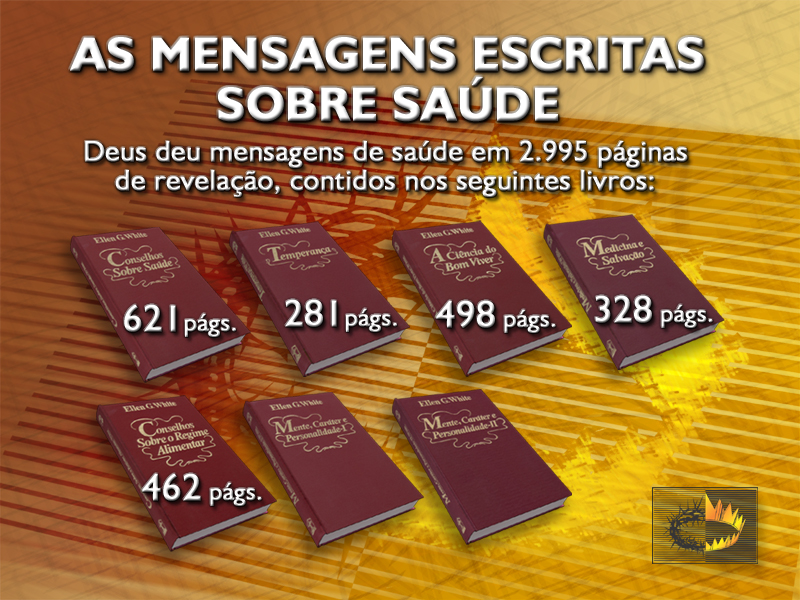 AS MENSAGENS ESCRITAS
SOBRE SAÚDE
Deus deu mensagens de saúde em 2.995 páginas
de revelação, contidos nos seguintes livros:
Ellen G. White
Conselhos
Sobre Saúde
621 págs.
Ellen G. White
Temperança
281 págs.
Ellen G. White
A Ciência do
Bom Viver
498 págs.
Medicina e
Salvação
328 págs.
Ellen G. White
Conselhos
Sobre o Regime
Alimentar
462 págs.
Ellen G. White
Mente, Caráter e
Personalidade-I
Ellen G. White
Mente, Caráter e
Personalidade-II